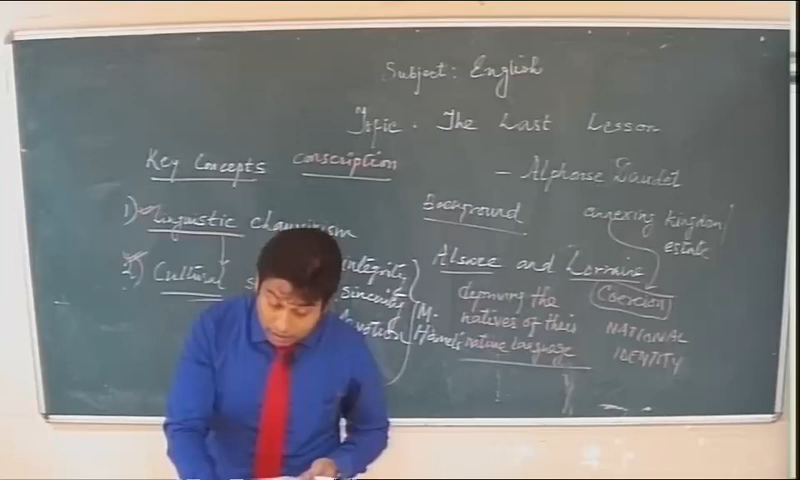 Subject: English
Topic. The Last Lesson
- Alphonse Daudet
Key Concepts conscription
1) Linguistic chauvinism
2) Cultural
integrity
sincerity
devotion
M. Hamel's
Background
Alsace and Lorraine
depriving the
natives of their
native language
annexing kingdom/
estate
Coercion
NATIONAL
IDENTITY